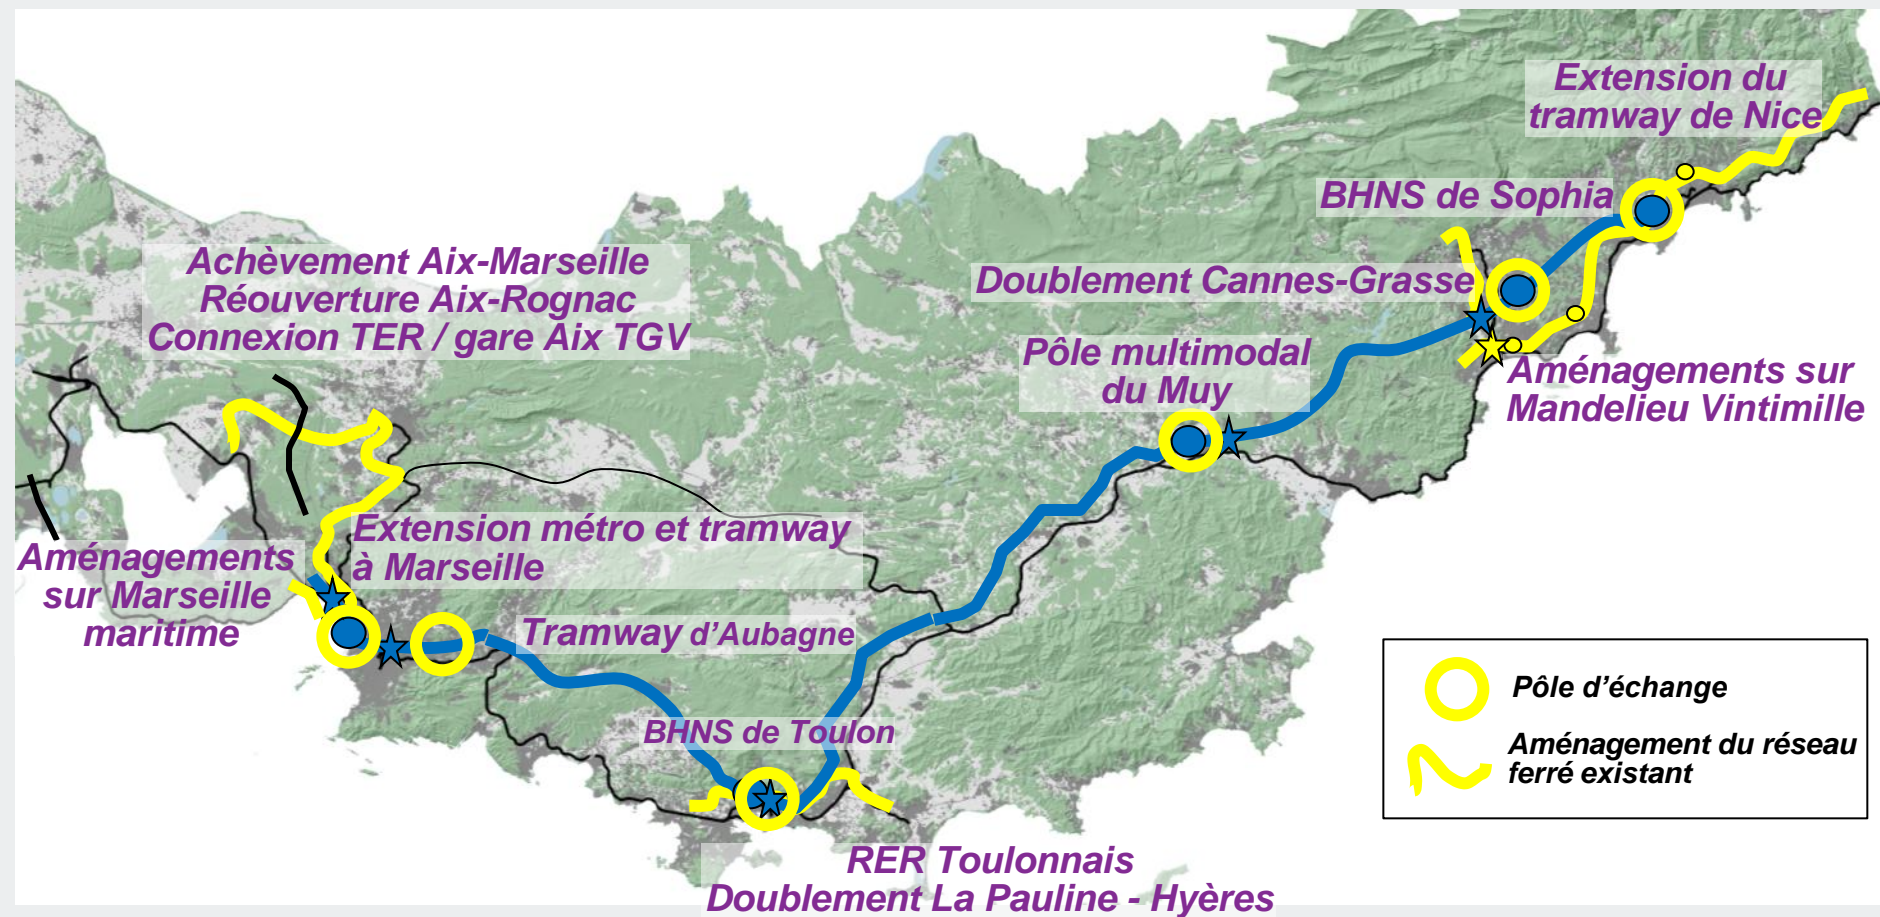 Extension du
tramway de Nice
BHNS de Sophia
Achèvement Aix-Marseille
Réouverture Aix-Rognac
Connexion TER / gare Aix TGV
Doublement Cannes-Grasse
Pôle multimodal
du Muy
Aménagements sur
Mandelieu Vintimille
Extension métro et tramway
à Marseille
Aménagements
sur Marseille
maritime
Tramway d'Aubagne
BHNS de Toulon
Pôle d'échange
Aménagement du réseau
ferré existant
RER Toulonnais
Doublement La Pauline - Hyères